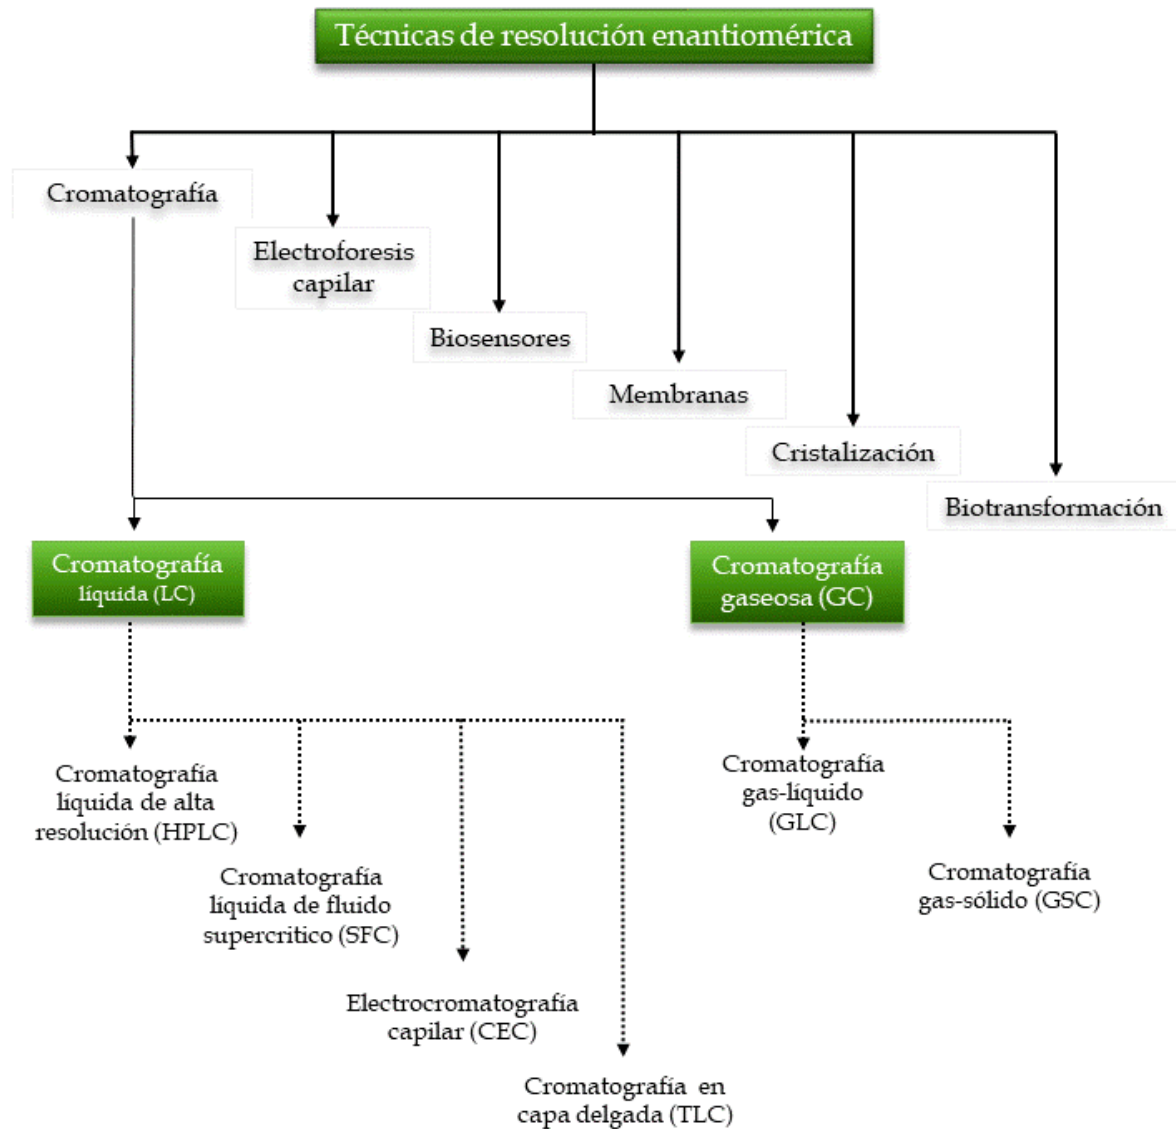 Técnicas de resolución enantiomérica
Cromatografía
Electroforesis
capilar
Biosensores
Membranas
Cristalización
Biotransformación
Cromatografía
líquida (LC)
Cromatografía
gaseosa (GC)
Cromatografía
líquida de alta
resolución (HPLC)
Cromatografía
líquida de fluido
supercritico (SFC)
Electrocromatografía
capilar (CEC)
Cromatografía en
capa delgada (TLC)
Cromatografía
gas-líquido
(GLC)
Cromatografía
gas-sólido (GSC)